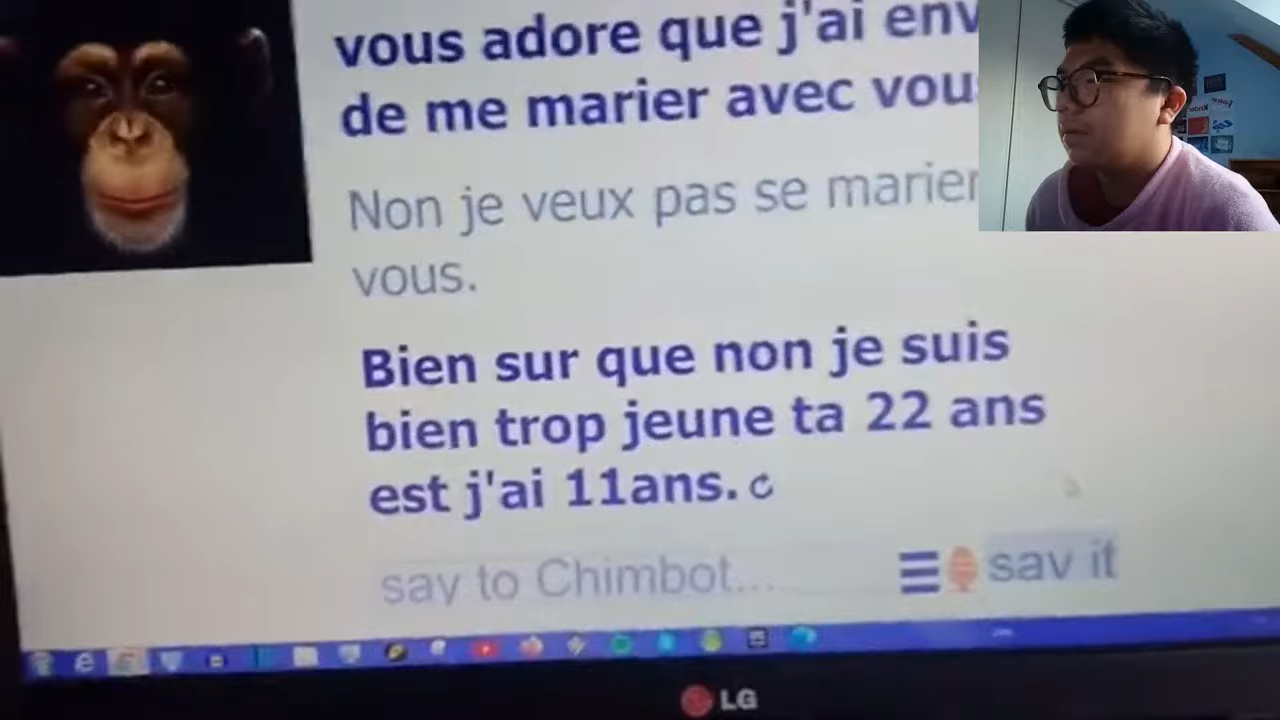 vous adore que j'ai env
de me marier avec vous
Non je veux pas se marier
vous.
Bien sur que non je suis
bien trop jeune ta 22 ans
est j'ai 11ans.
say to Chimbot...
say it
LG